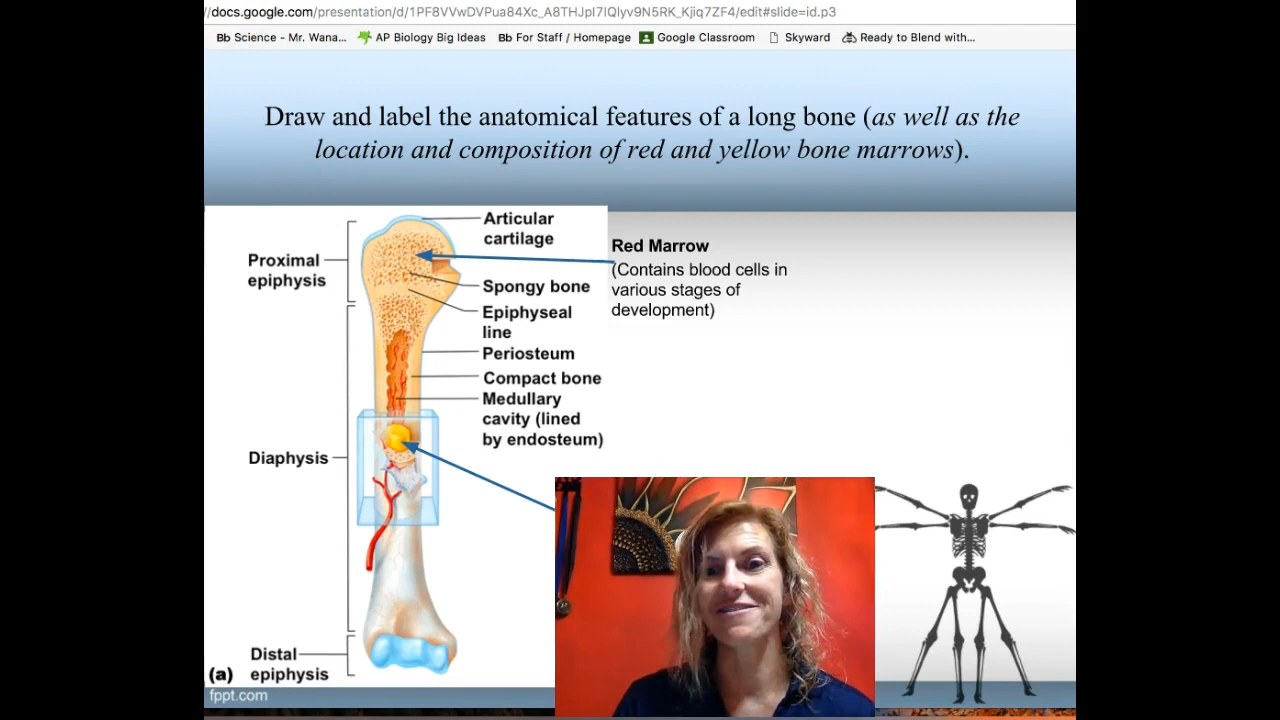 //docs.google.com/presentation/d/1PF8VVwDVPua84Xc_A8THJpI7IQlyv9N5RK_Kjiq7ZF4/edit#slide=id.p3
Bb Science - Mr. Wana... AP Biology Big Ideas Bb For Staff / Homepage Google Classroom Skyward Ready to Blend with...
Draw and label the anatomical features of a long bone (as well as the
location and composition of red and yellow bone marrows).
Articular
cartilage
Proximal
epiphysis
Red Marrow
(Contains blood cells in
various stages of
development)
Spongy bone
Epiphyseal
line
Periosteum
Compact bone
Medullary
cavity (lined
by endosteum)
Diaphysis
Distal
epiphysis
(a)
fppt.com